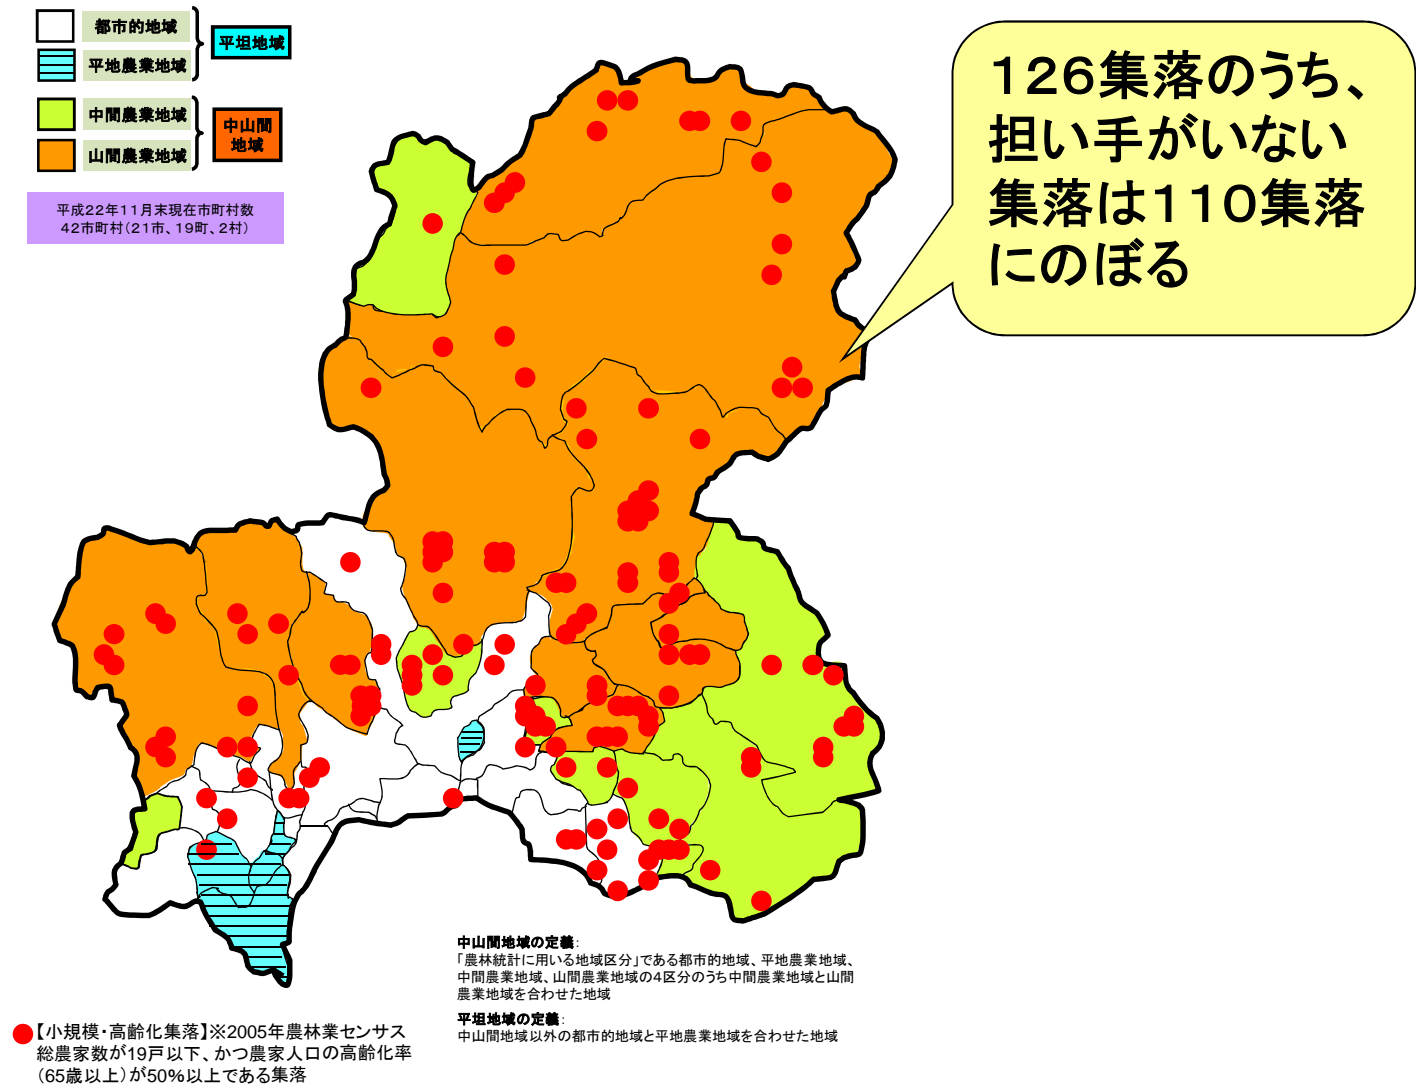 都市的地域
平地農業地域
平坦地域
中間農業地域
山間農業地域
中山間
地域
平成22年11月末現在市町村数
42市町村(21市、19町、2村)
126集落のうち、
担い手がいない
集落は110集落
にのぼる
中山間地域の定義:
「農林統計に用いる地域区分」である都市的地域、平地農業地域、
中間農業地域、山間農業地域の4区分のうち中間農業地域と山間
農業地域を合わせた地域
平坦地域の定義:
中山間地域以外の都市的地域と平地農業地域を合わせた地域
【小規模・高齢化集落】※2005年農林業センサス
総農家数が19戸以下、かつ農家人口の高齢化率
(65歳以上)が50%以上である集落